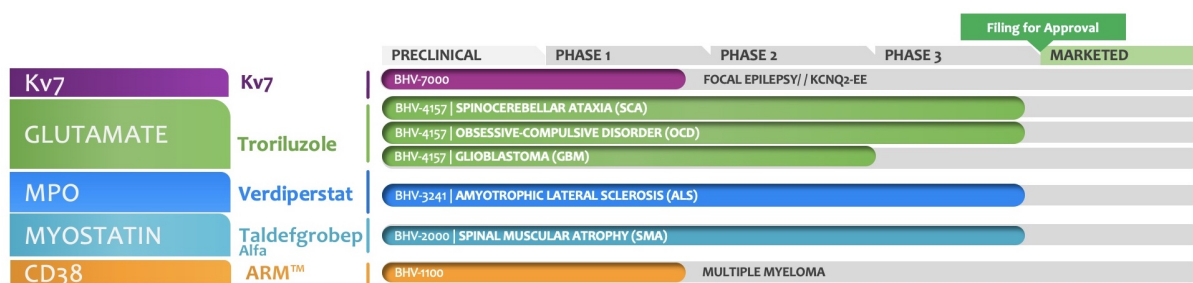 Filing for Approval
PRECLINICAL PHASE 1 PHASE 2 PHASE 3 MARKETED
Kv7 Kv7 BHV-7000 FOCAL EPILEPSY// KCNQ2-EE
GLUTAMATE Troriluzole
BHV-4157 | SPINOCEREBELLAR ATAXIA (SCA)
BHV-4157 | OBSESSIVE-COMPULSIVE DISORDER (OCD)
BHV-4157 | GLIOBLASTOMA (GBM)
MPO Verdiperstat BHV-3241 | AMYOTROPHIC LATERAL SCLEROSIS (ALS)
MYOSTATIN Taldefgrobep BHV-2000 | SPINAL MUSCULAR ATROPHY (SMA)
Alfa
CD38 ARM™ BHV-1100 MULTIPLE MYELOMA